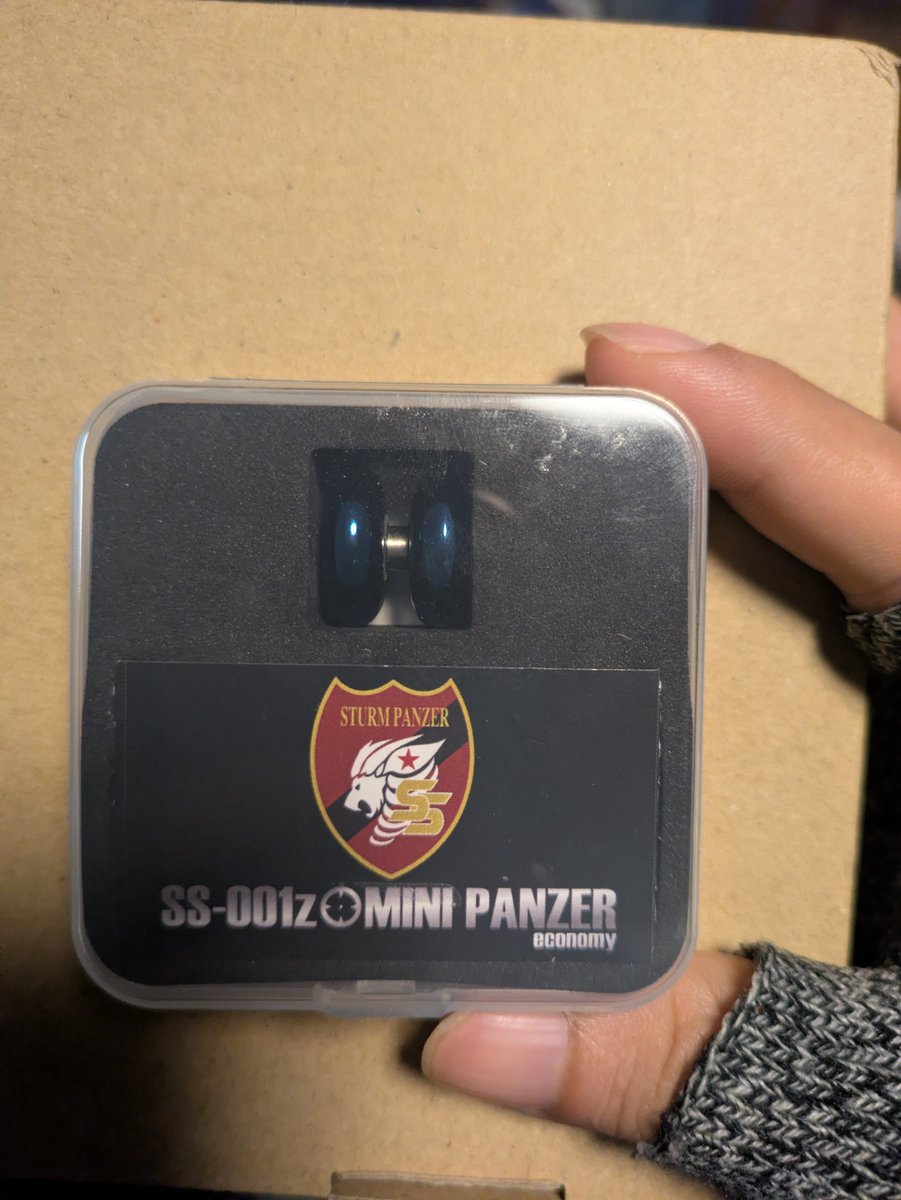 STURM PANZER
SS
SS-001z MINI PANZER
economy